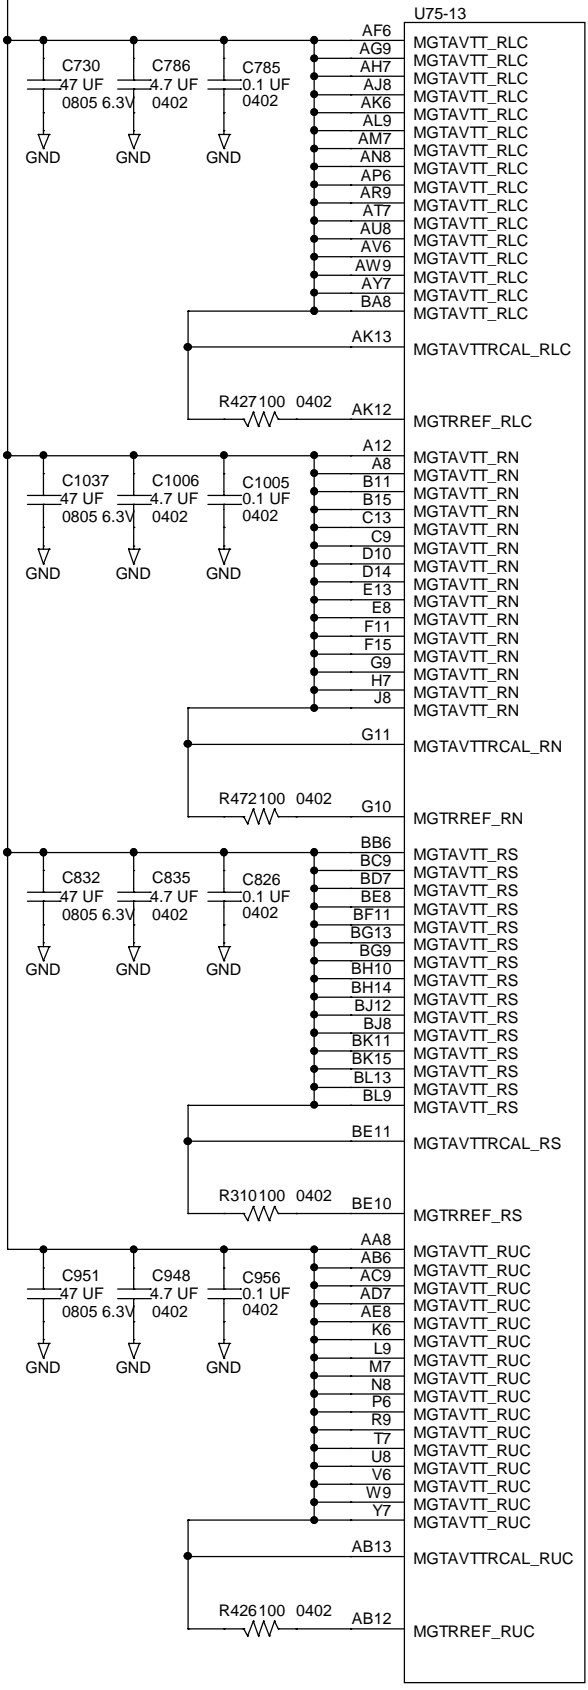 U75-13
AF6 MGTAVTT_RLC
AG9 MGTAVTT_RLC
AH7 MGTAVTT_RLC
AJ8 MGTAVTT_RLC
AK6 MGTAVTT_RLC
AL9 MGTAVTT_RLC
AM7 MGTAVTT_RLC
AN8 MGTAVTT_RLC
AP6 MGTAVTT_RLC
AR9 MGTAVTT_RLC
AT7 MGTAVTT_RLC
AU8 MGTAVTT_RLC
AV6 MGTAVTT_RLC
AW9 MGTAVTT_RLC
AY7 MGTAVTT_RLC
BA8 MGTAVTT_RLC
C730 C786 C785
47 UF 4.7 UF 0.1 UF
0805 6.3V 0402 0402
GND GND GND
AK13 MGTAVTTRCAL_RLC
R427 100 0402 AK12 MGTRREF_RLC
A12 MGTAVTT_RN
A8 MGTAVTT_RN
B11 MGTAVTT_RN
B15 MGTAVTT_RN
C13 MGTAVTT_RN
C9 MGTAVTT_RN
D10 MGTAVTT_RN
D14 MGTAVTT_RN
E13 MGTAVTT_RN
E8 MGTAVTT_RN
F11 MGTAVTT_RN
F15 MGTAVTT_RN
G9 MGTAVTT_RN
H7 MGTAVTT_RN
J8 MGTAVTT_RN
C1037 C1006 C1005
47 UF 4.7 UF 0.1 UF
0805 6.3V 0402 0402
GND GND GND
G11 MGTAVTTRCAL_RN
R472 100 0402 G10 MGTRREF_RN
BB6 MGTAVTT_RS
BC9 MGTAVTT_RS
BD7 MGTAVTT_RS
BE8 MGTAVTT_RS
BF11 MGTAVTT_RS
BG13 MGTAVTT_RS
BG9 MGTAVTT_RS
BH10 MGTAVTT_RS
BH14 MGTAVTT_RS
BJ12 MGTAVTT_RS
BJ8 MGTAVTT_RS
BK11 MGTAVTT_RS
BK15 MGTAVTT_RS
BL13 MGTAVTT_RS
BL9 MGTAVTT_RS
C832 C835 C826
47 UF 4.7 UF 0.1 UF
0805 6.3V 0402 0402
GND GND GND
BE11 MGTAVTTRCAL_RS
R310 100 0402 BE10 MGTRREF_RS
AA8 MGTAVTT_RUC
AB6 MGTAVTT_RUC
AC9 MGTAVTT_RUC
AD7 MGTAVTT_RUC
AE8 MGTAVTT_RUC
K6 MGTAVTT_RUC
L9 MGTAVTT_RUC
M7 MGTAVTT_RUC
N8 MGTAVTT_RUC
P6 MGTAVTT_RUC
R9 MGTAVTT_RUC
T7 MGTAVTT_RUC
U8 MGTAVTT_RUC
V6 MGTAVTT_RUC
W9 MGTAVTT_RUC
Y7 MGTAVTT_RUC
C951 C948 C956
47 UF 4.7 UF 0.1 UF
0805 6.3V 0402 0402
GND GND GND
AB13 MGTAVTTRCAL_RUC
R426 100 0402 AB12 MGTRREF_RUC